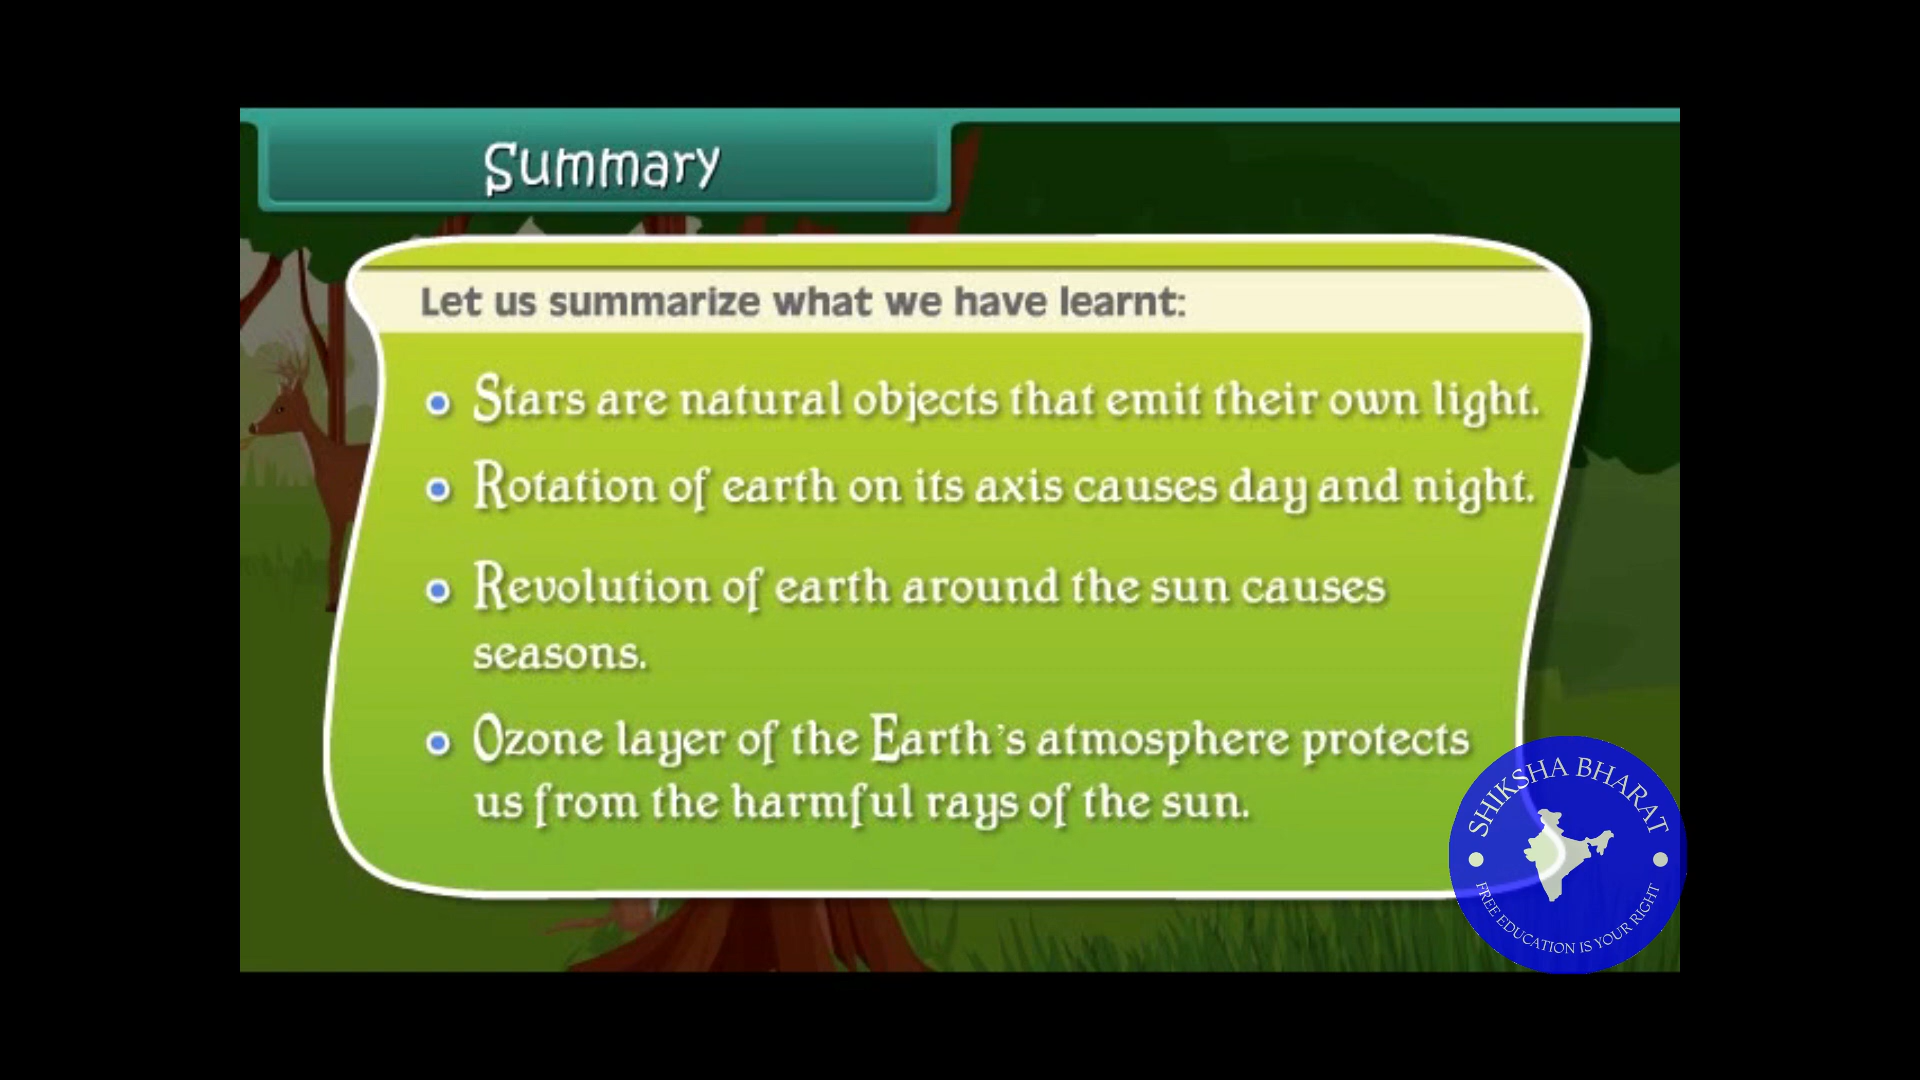 Summary
Let us summarize what we have learnt:
Stars are natural objects that emit their own light.
Rotation of earth on its axis causes day and night.
Revolution of earth around the sun causes
seasons.
Ozone layer of the Earth's atmosphere protects
us from the harmful rays of the sun.
SHIKSHA BHARAT
FREE EDUCATION IS YOUR RIGHT